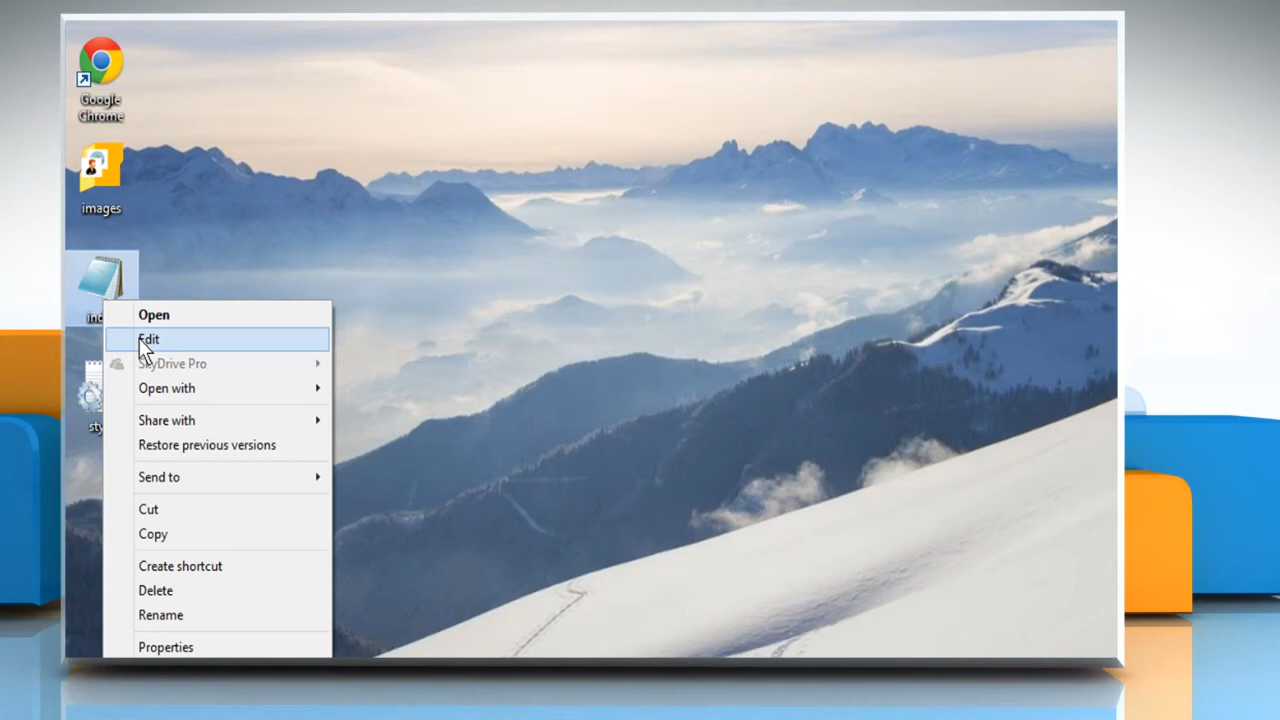 Google
Chrome
images
Open
Edit
SkyDrive Pro
Open with
Share with
Restore previous versions
Send to
Cut
Copy
Create shortcut
Delete
Rename
Properties